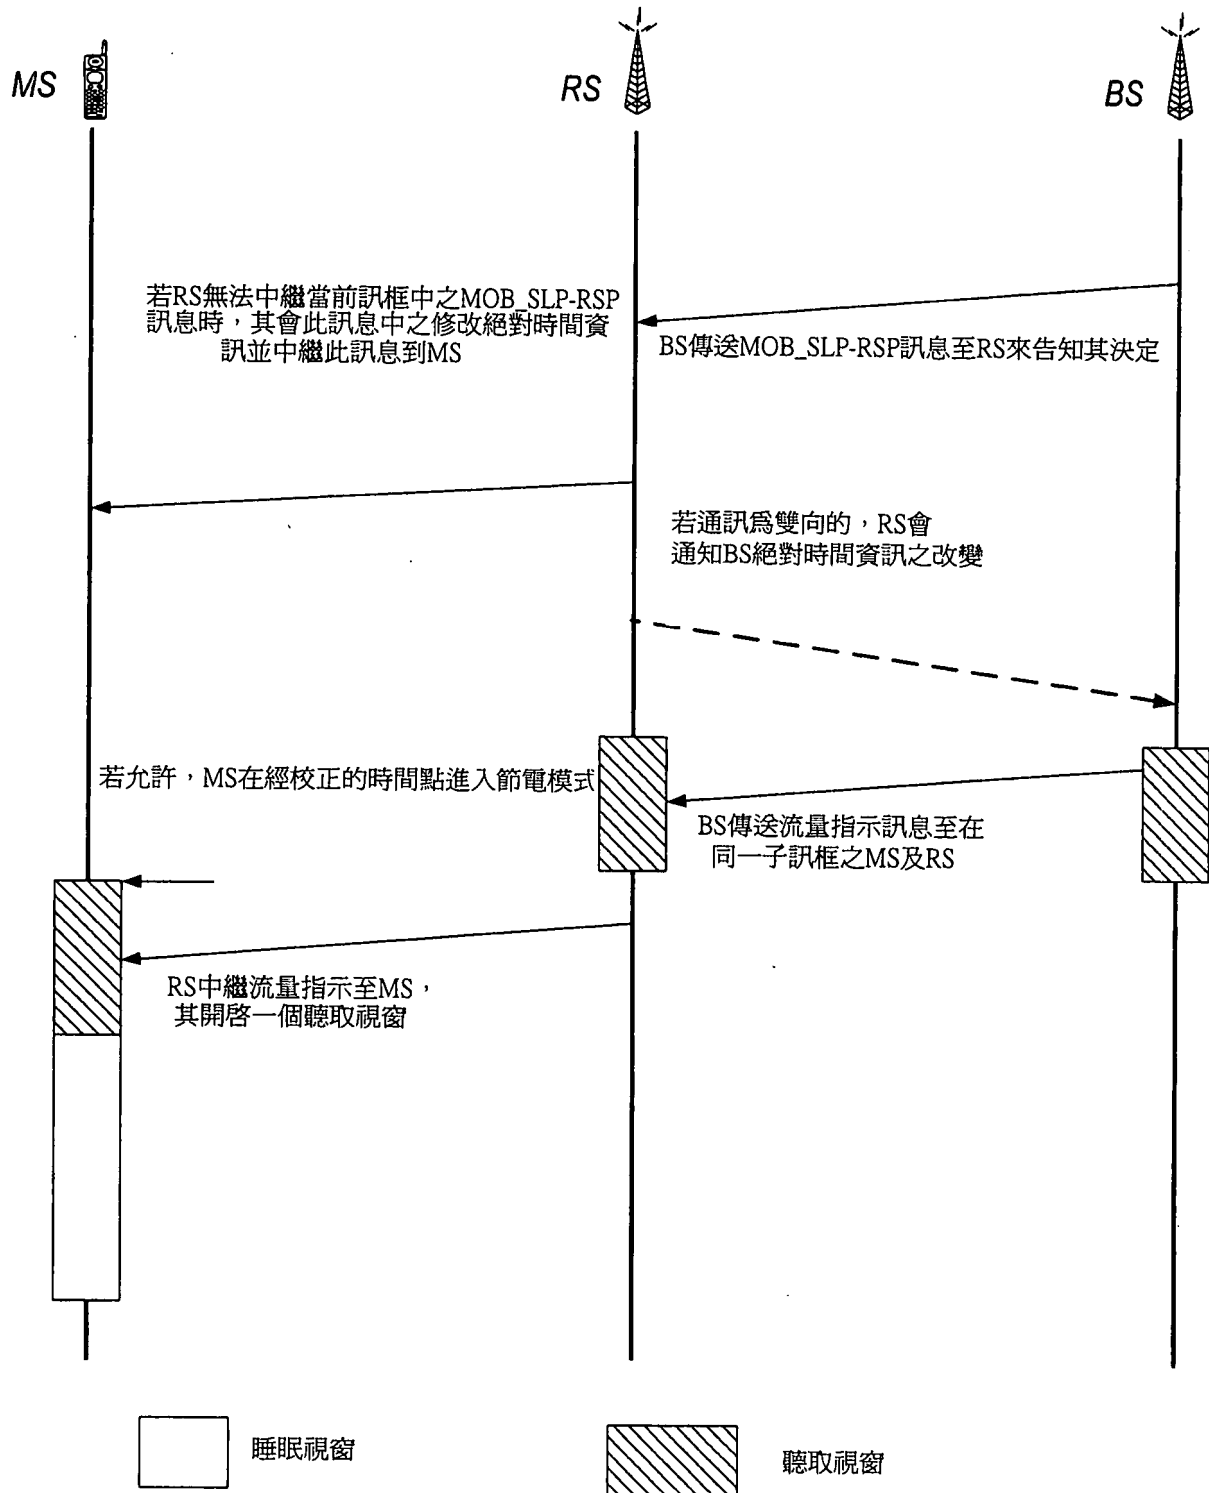 MS
RS
BS
若RS無法中繼當前訊框中之MOB_SLP-RSP
訊息時，其會此訊息中之修改絕對時間資
訊並中繼此訊息到MS
BS傳送MOB_SLP-RSP訊息至RS來告知其決定
若通訊爲雙向的，RS會
通知BS絕對時間資訊之改變
若允許，MS在經校正的時間點進入節電模式
BS傳送流量指示訊息至在
同一子訊框之MS及RS
RS中繼流量指示至MS，
其開啓一個聽取視窗
睡眠視窗
聽取視窗